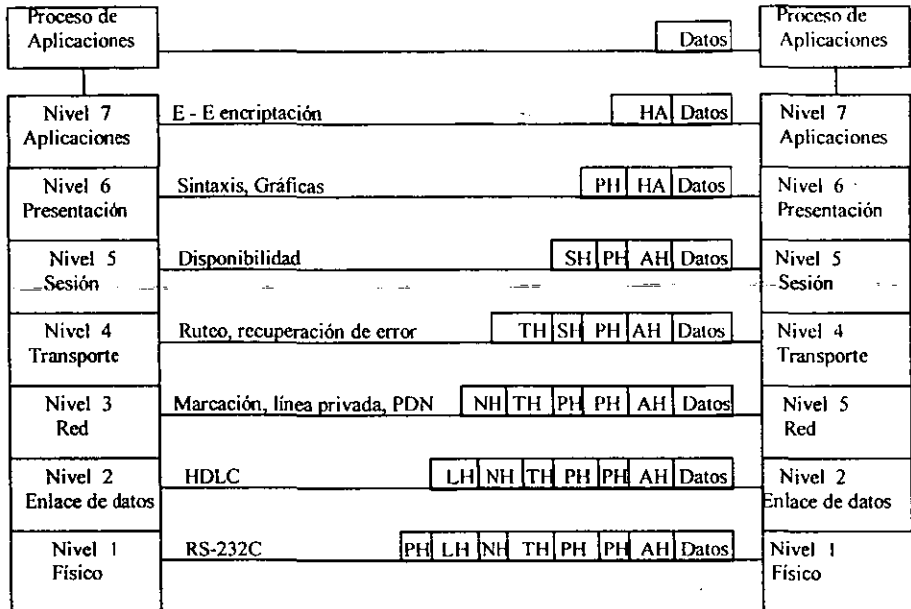 Proceso de Aplicaciones
Datos
Proceso de Aplicaciones
Nivel 7 Aplicaciones
E - E encriptación
HA Datos
Nivel 7 Aplicaciones
Nivel 6 Presentación
Sintaxis, Gráficas
PH HA Datos
Nivel 6 Presentación
Nivel 5 Sesión
Disponibilidad
SH PH AH Datos
Nivel 5 Sesión
Nivel 4 Transporte
Ruteo, recuperación de error
TH SH PH AH Datos
Nivel 4 Transporte
Nivel 3 Red
Marcación, línea privada, PDN
NH TH PH PH AH Datos
Nivel 5 Red
Nivel 2 Enlace de datos
HDLC
LH NH TH PH PH AH Datos
Nivel 2 Enlace de datos
Nivel 1 Físico
RS-232C
PH LH NH TH PH PH AH Datos
Nivel 1 Físico